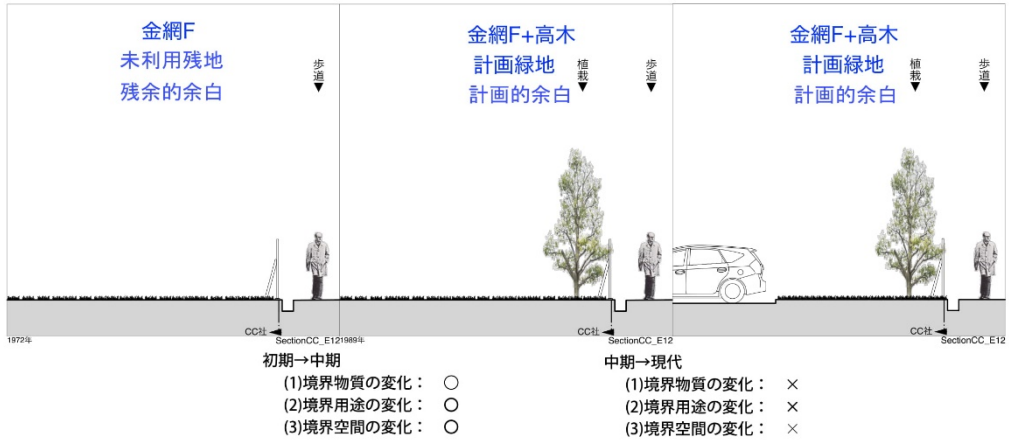 金網F
未利用残地
残余的余白
歩道
▼
CC社
1972年
SectionCC_E12
金網F+高木
計画緑地
計画的余白
植栽
▼
歩道
▼
CC社
1989年
SectionCC_E12
金網F+高木
計画緑地
計画的余白
植栽
▼
歩道
▼
CC社
SectionCC_E12
初期→中期
(1)境界物質の変化： ○
(2)境界用途の変化： ○
(3)境界空間の変化： ○
中期→現代
(1)境界物質の変化： ×
(2)境界用途の変化： ×
(3)境界空間の変化： ×